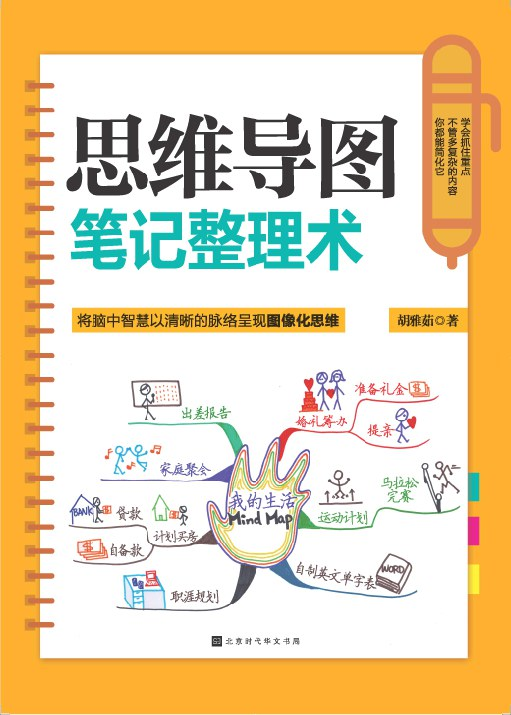 学会抓住重点
不管多复杂的内容
你都能简化它
思维导图
笔记整理术
将脑中智慧以清晰的脉络呈现图像化思维
胡雅茹◎著
出差报告
家庭聚会
BANK
贷款
自备款
计划买房
职涯规划
我的生活
Mind Map
婚礼筹办
准备礼金
提亲
运动计划
马拉松
完赛
自制英文单字表
WORD
北京时代华文书局